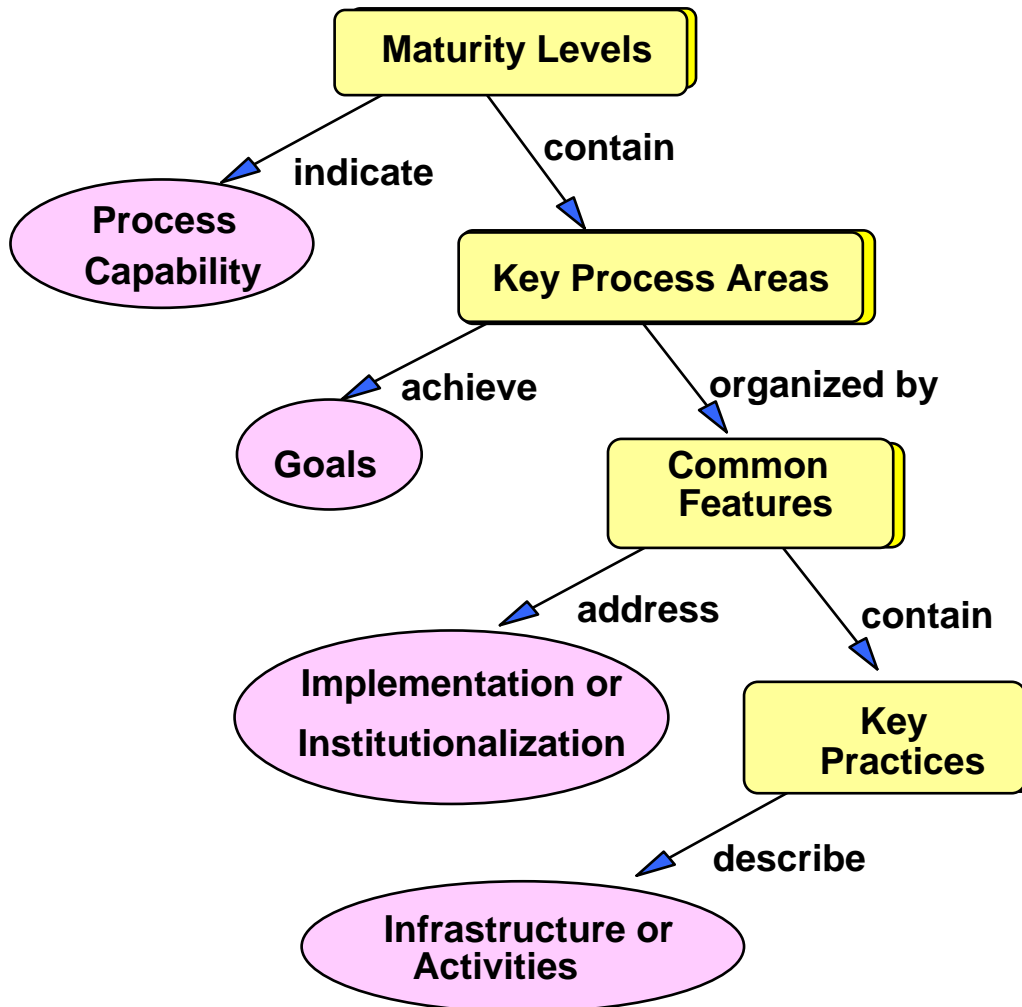 Maturity Levels
indicate
contain
Process
Capability
Key Process Areas
achieve
organized by
Goals
Common
Features
address
contain
Implementation or
Institutionalization
Key
Practices
describe
Infrastructure or
Activities